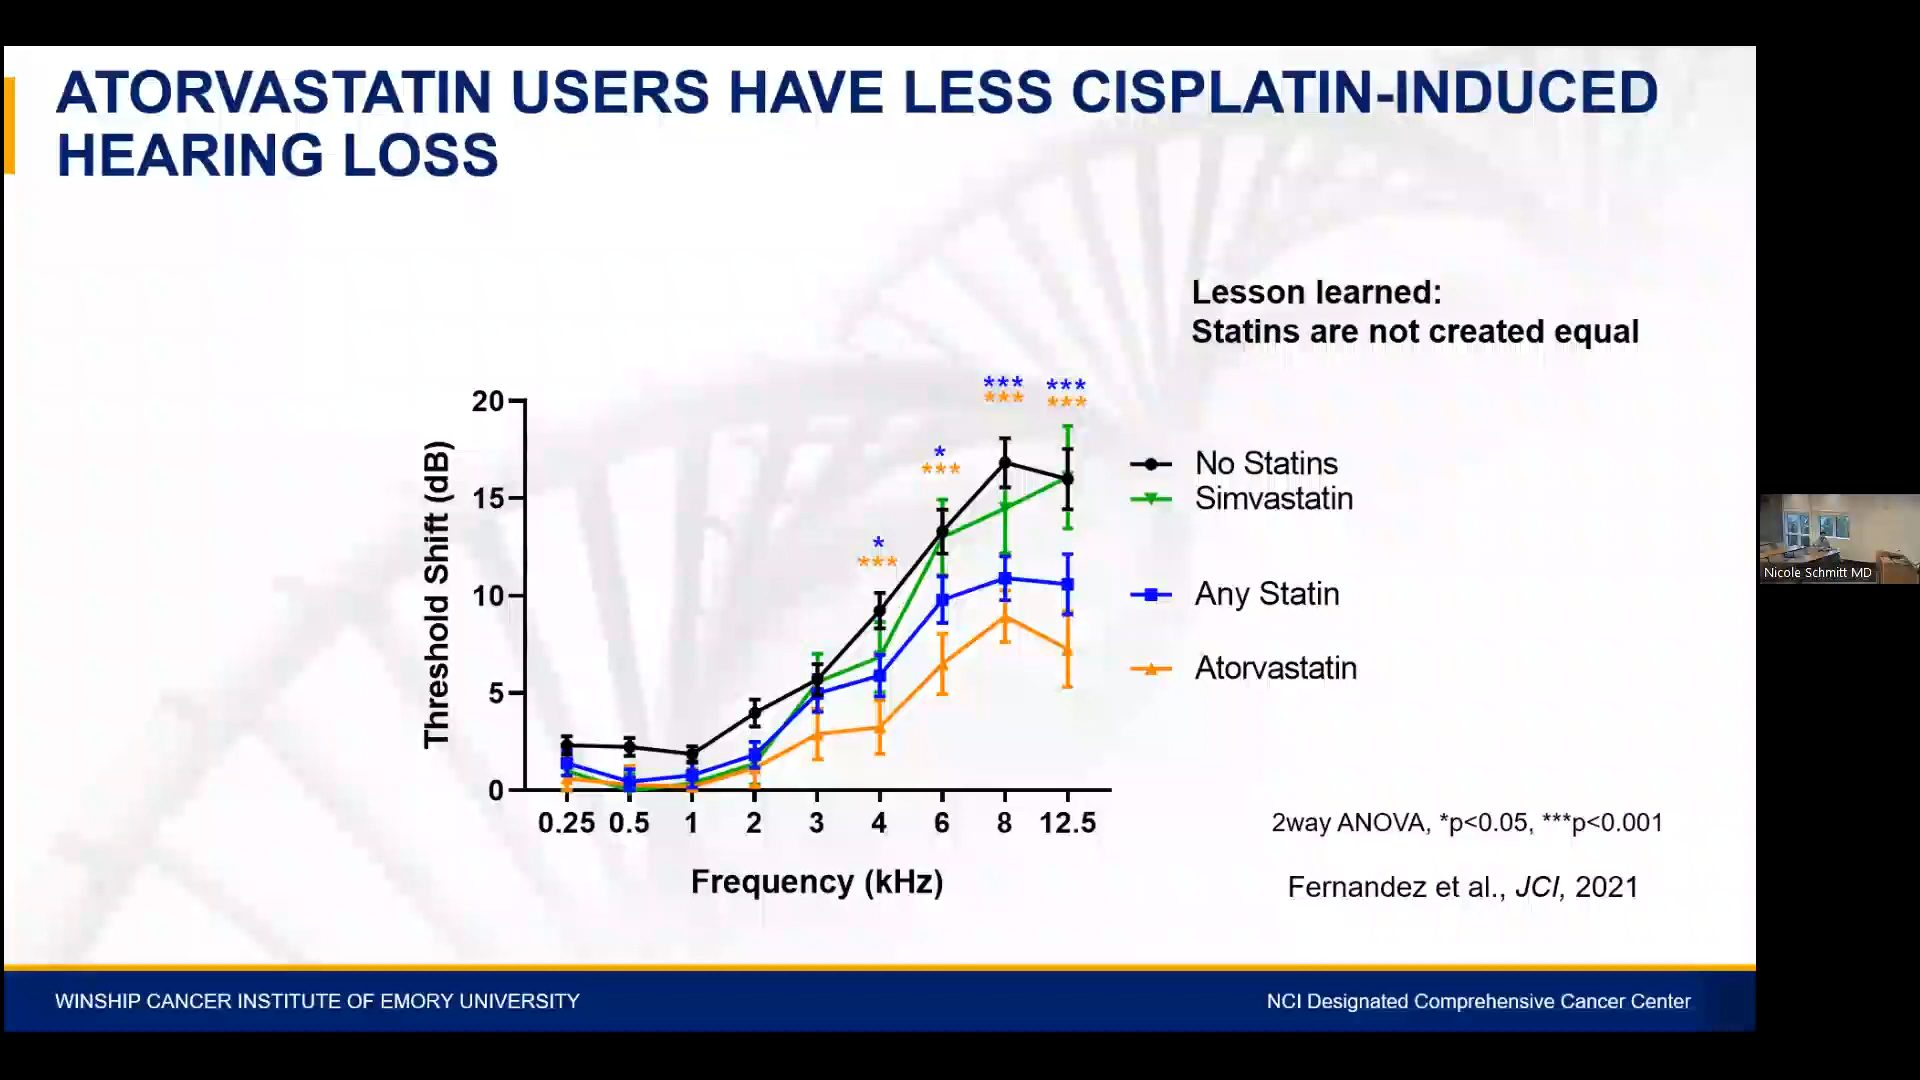 ATORVASTATIN USERS HAVE LESS CISPLATIN-INDUCED
HEARING LOSS
Lesson learned:
Statins are not created equal
*** ***
*** ***
*
***
*
***
20
15
10
5
0
Threshold Shift (dB)
0.25 0.5 1 2 3 4 6 8 12.5
Frequency (kHz)
No Statins
Simvastatin
Any Statin
Atorvastatin
2way ANOVA, *p<0.05, ***p<0.001
Fernandez et al., JCI, 2021
WINSHIP CANCER INSTITUTE OF EMORY UNIVERSITY
NCI Designated Comprehensive Cancer Center
Nicole Schmitt MD